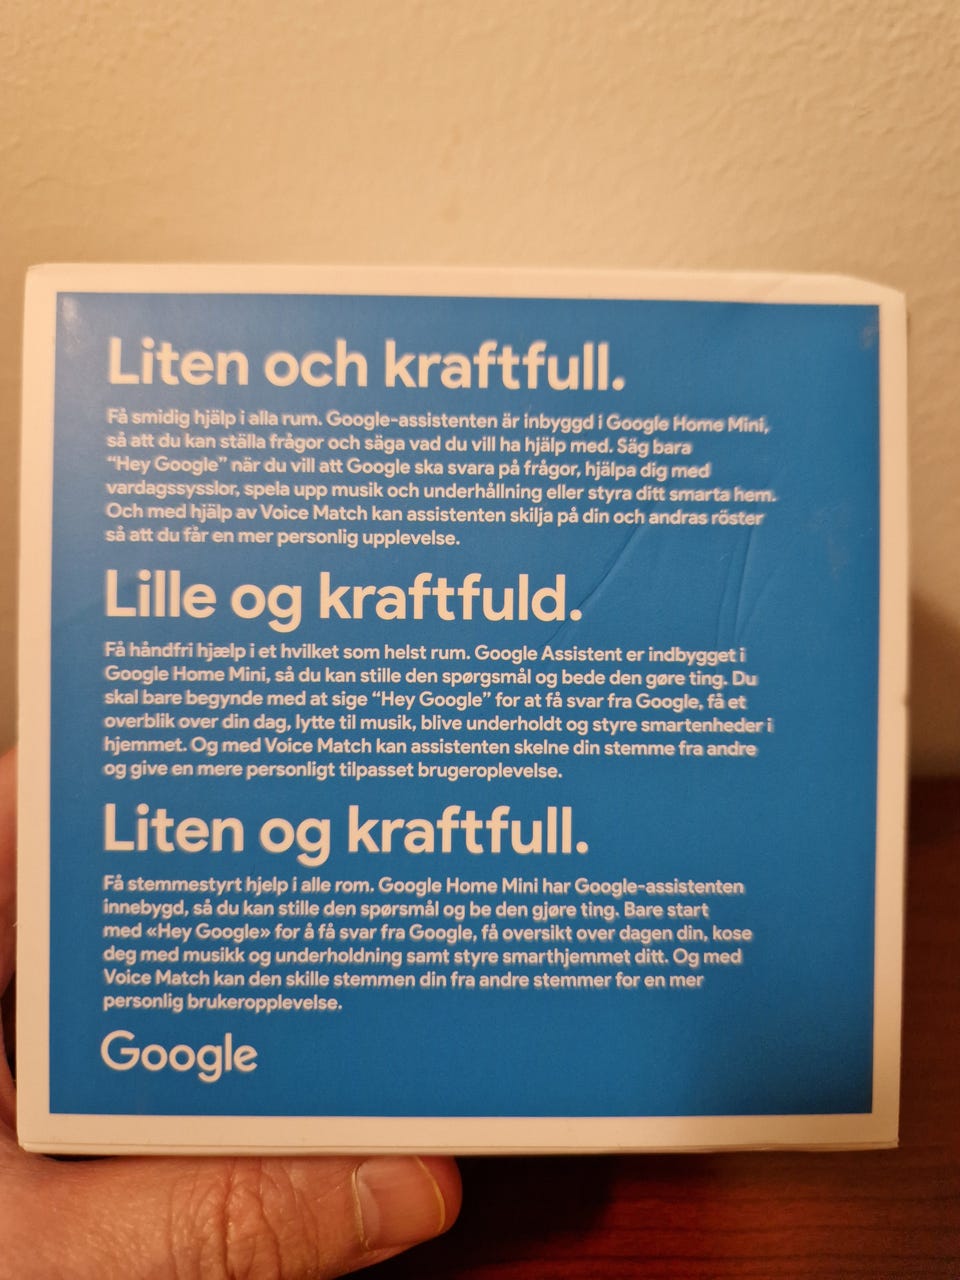 Liten och kraftfull.
Få smidig hjälp i alla rum. Google-assistenten är inbyggd i Google Home Mini,
så att du kan ställa frågor och säga vad du vill ha hjälp med. Säg bara
“Hey Google” när du vill att Google ska svara på frågor, hjälpa dig med
vardagssysslor, spela upp musik och underhållning eller styra ditt smarta hem.
Och med hjälp av Voice Match kan assistenten skilja på din och andras röster
så att du får en mer personlig upplevelse.
Lille og kraftfuld.
Få håndfri hjælp i et hvilket som helst rum. Google Assistent er indbygget i
Google Home Mini, så du kan stille den spørgsmål og bede den gøre ting. Du
skal bare begynde med at sige “Hey Google” for at få svar fra Google, få et
overblik over din dag, lytte til musik, blive underholdt og styre smartenheder i
hjemmet. Og med Voice Match kan assistenten skelne din stemme fra andre
og give en mere personligt tilpasset brugeroplevelse.
Liten og kraftfull.
Få stemmestyrt hjelp i alle rom. Google Home Mini har Google-assistenten
innebygd, så du kan stille den spørsmål og be den gjøre ting. Bare start
med «Hey Google» for å få svar fra Google, få oversikt over dagen din, kose
deg med musikk og underholdning samt styre smarthjemmet ditt. Og med
Voice Match kan den skille stemmen din fra andre stemmer for en mer
personlig brukeropplevelse.
Google